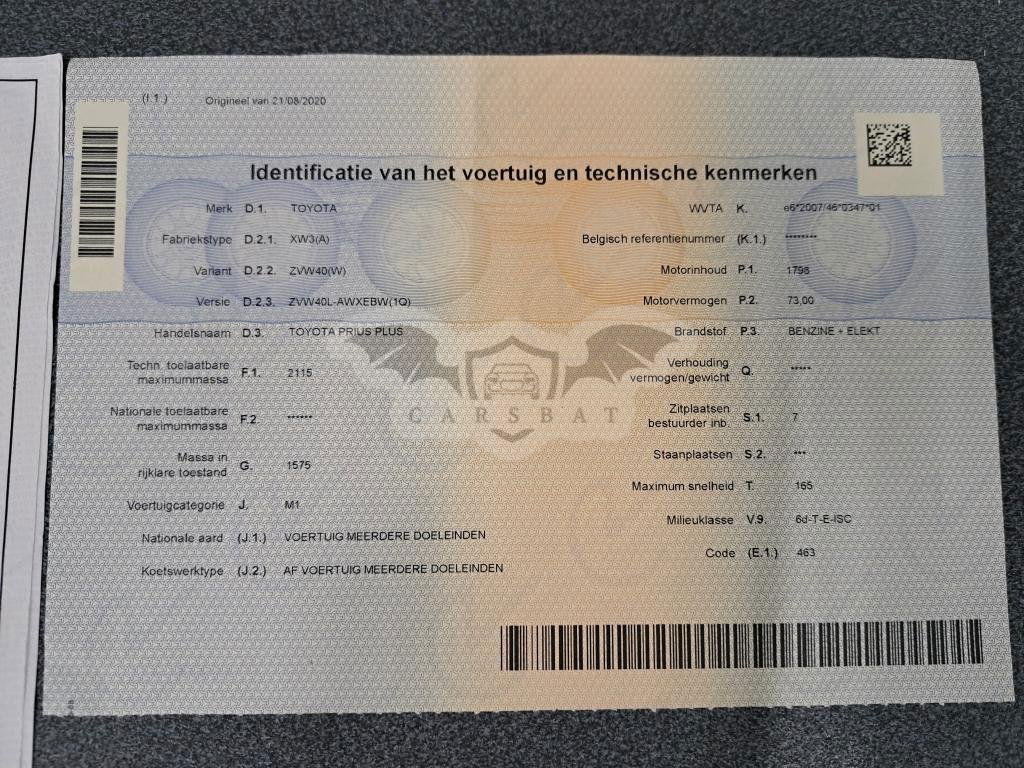 (I.1.) Origineel van 21/08/2020
Identificatie van het voertuig en technische kenmerken
Merk D.1. TOYOTA
Fabriekstype D.2.1. XW3(A)
Variant D.2.2. ZVW40(W)
Versie D.2.3. ZVW40L-AWXEBW(1Q)
Handelsnaam D.3. TOYOTA PRIUS PLUS
Techn. toelaatbare
maximummassa F.1. 2115
Nationale toelaatbare
maximummassa F.2. ******
Massa in
rijklare toestand G. 1575
Voertuigcategorie J. M1
Nationale aard (J.1.) VOERTUIG MEERDERE DOELEINDEN
Koetswerktype (J.2.) AF VOERTUIG MEERDERE DOELEINDEN
WVTA K. e6*2007/46*0347*01
Belgisch referentienummer (K.1.) ********
Motorinhoud P.1. 1798
Motorvermogen P.2. 73,00
Brandstof P.3. BENZINE + ELEKT
Verhouding
vermogen/gewicht Q. *****
Zitplaatsen
bestuurder inb. S.1. 7
Staanplaatsen S.2. ***
Maximum snelheid T. 165
Milieuklasse V.9. 6d-T-E-ISC
Code (E.1.) 463
CARSBAT